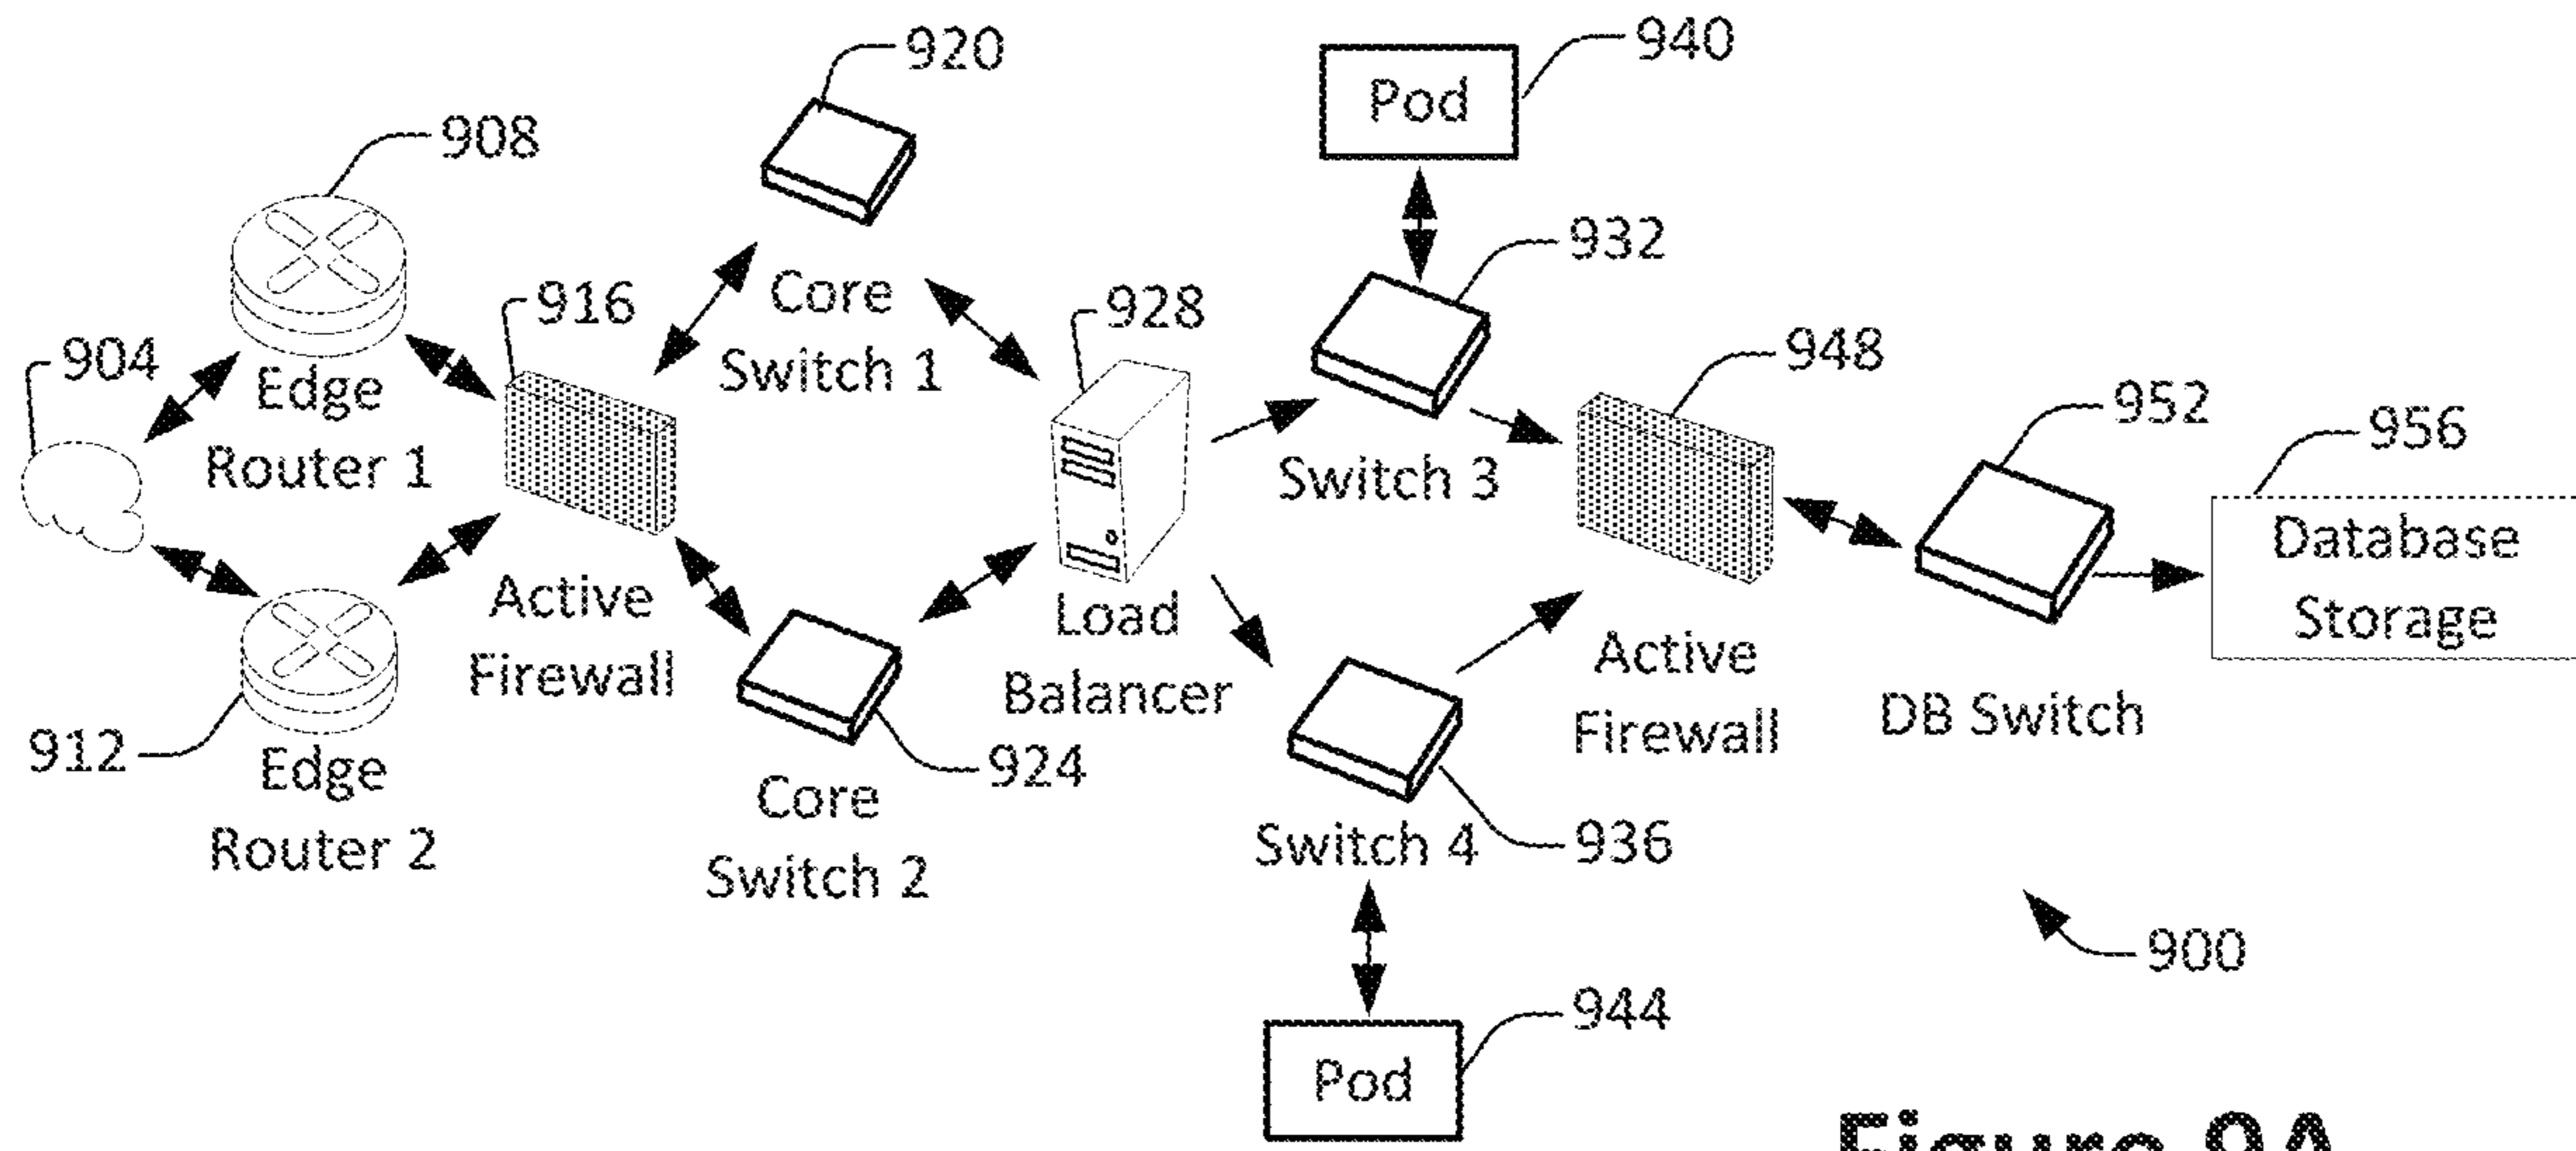 920
940
Pod
908
932
916
928
Core
Switch 1
904
Edge
Router 1
948
952
956
Switch 3
Database
Storage
Active
Firewall
Load
Balancer
Active
Firewall
DB Switch
912
Edge
Router 2
924
Core
Switch 2
Switch 4
936
900
944
Pod
Figure 9A